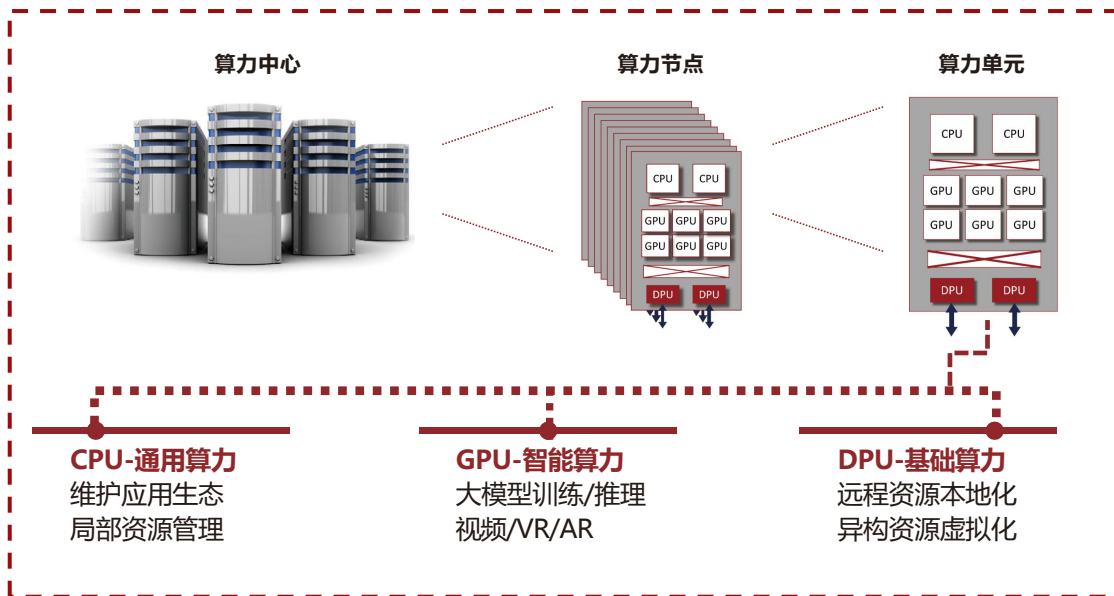 算力中心
算力节点
算力单元
CPU CPU
GPU GPU GPU
GPU GPU GPU
DPU DPU
CPU CPU
GPU GPU GPU
GPU GPU GPU
DPU DPU
CPU-通用算力
维护应用生态
局部资源管理
GPU-智能算力
大模型训练/推理
视频/VR/AR
DPU-基础算力
远程资源本地化
异构资源虚拟化